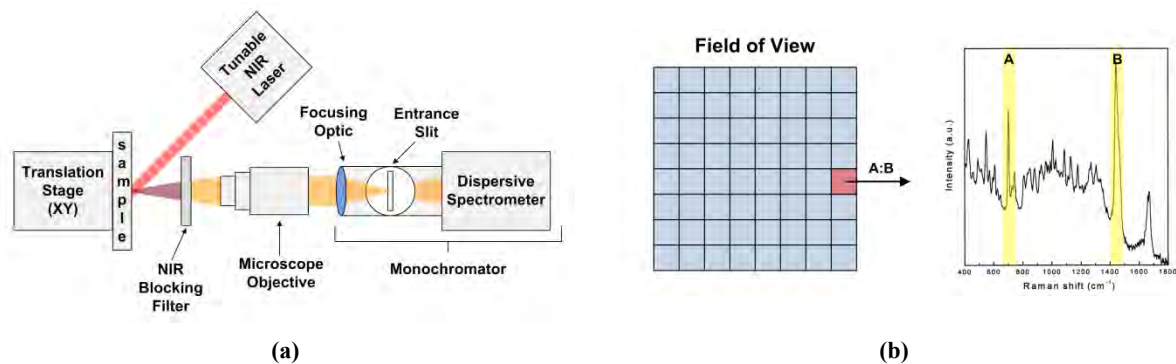 Tunable
NIR
Laser
Focusing
Optic
Entrance
Slit
Translation
Stage
(XY)
sample
Dispersive
Spectrometer
NIR
Blocking
Filter
Microscope
Objective
Monochromator
(a)
Field of View
A:B
A
B
Intensity (a.u.)
400 600 800 1000 1200 1400 1600 1800
Raman shift (cm⁻¹)
(b)